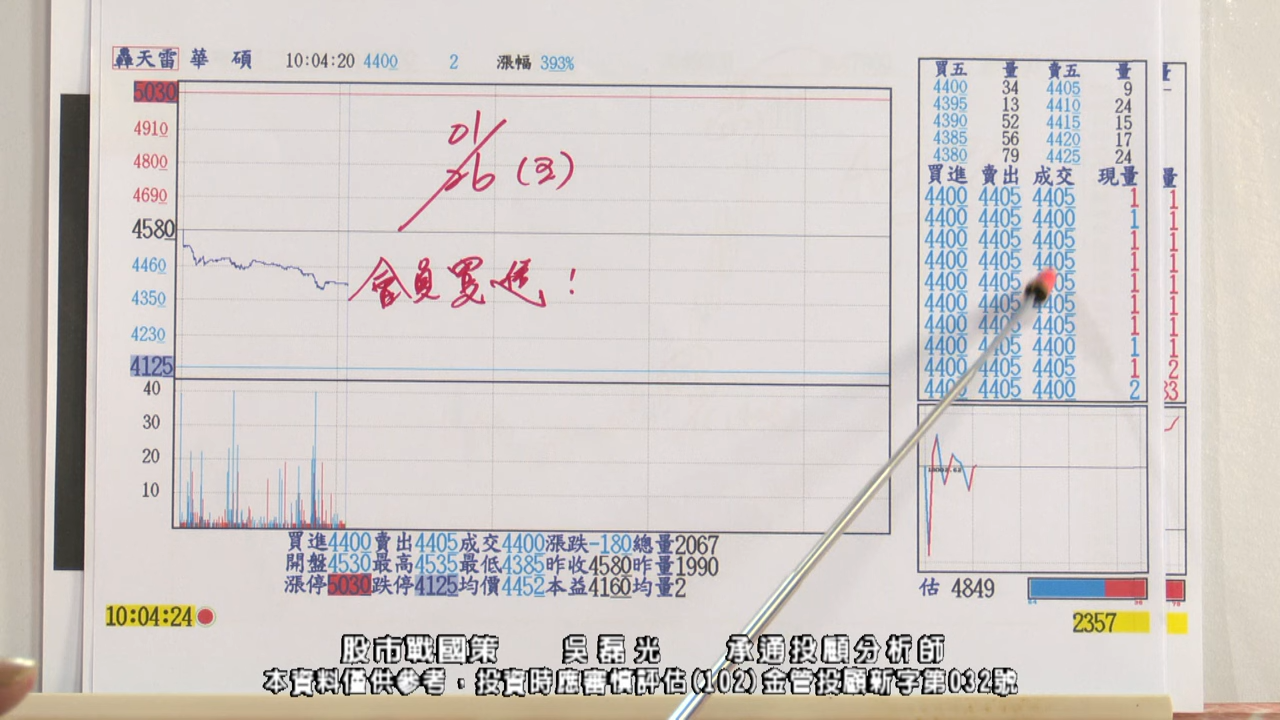 轟天雷 華碩 10:04:20 4400 2 漲幅 393%
5030
4910
4800
4690
4580
4460
4350
4230
4125
40
30
20
10
01/26 (五)
會員買進!
買五 量 賣五 量
4400 34 4405 9
4395 13 4410 24
4390 52 4415 15
4385 56 4420 17
4380 79 4425 24
買進 賣出 成交 現量
4400 4405 4405 1
4400 4405 4400 1
4400 4405 4405 1
4400 4405 4405 1
4400 4405 4405 1
4400 4405 4405 1
4400 4405 4405 1
4400 4405 4400 1
4400 4405 4405 1
4400 4405 4400 2
買進4400賣出4405成交4400漲跌-180總量2067
開盤4530最高4535最低4385昨收4580昨量1990
漲停5030跌停4125均價4452本益4160均量2
估 4849
10:04:24
2357
股市戰國策 吳磊光 承通投顧分析師
本資料僅供參考,投資時應審慎評估(102)金管投顧新字第032號